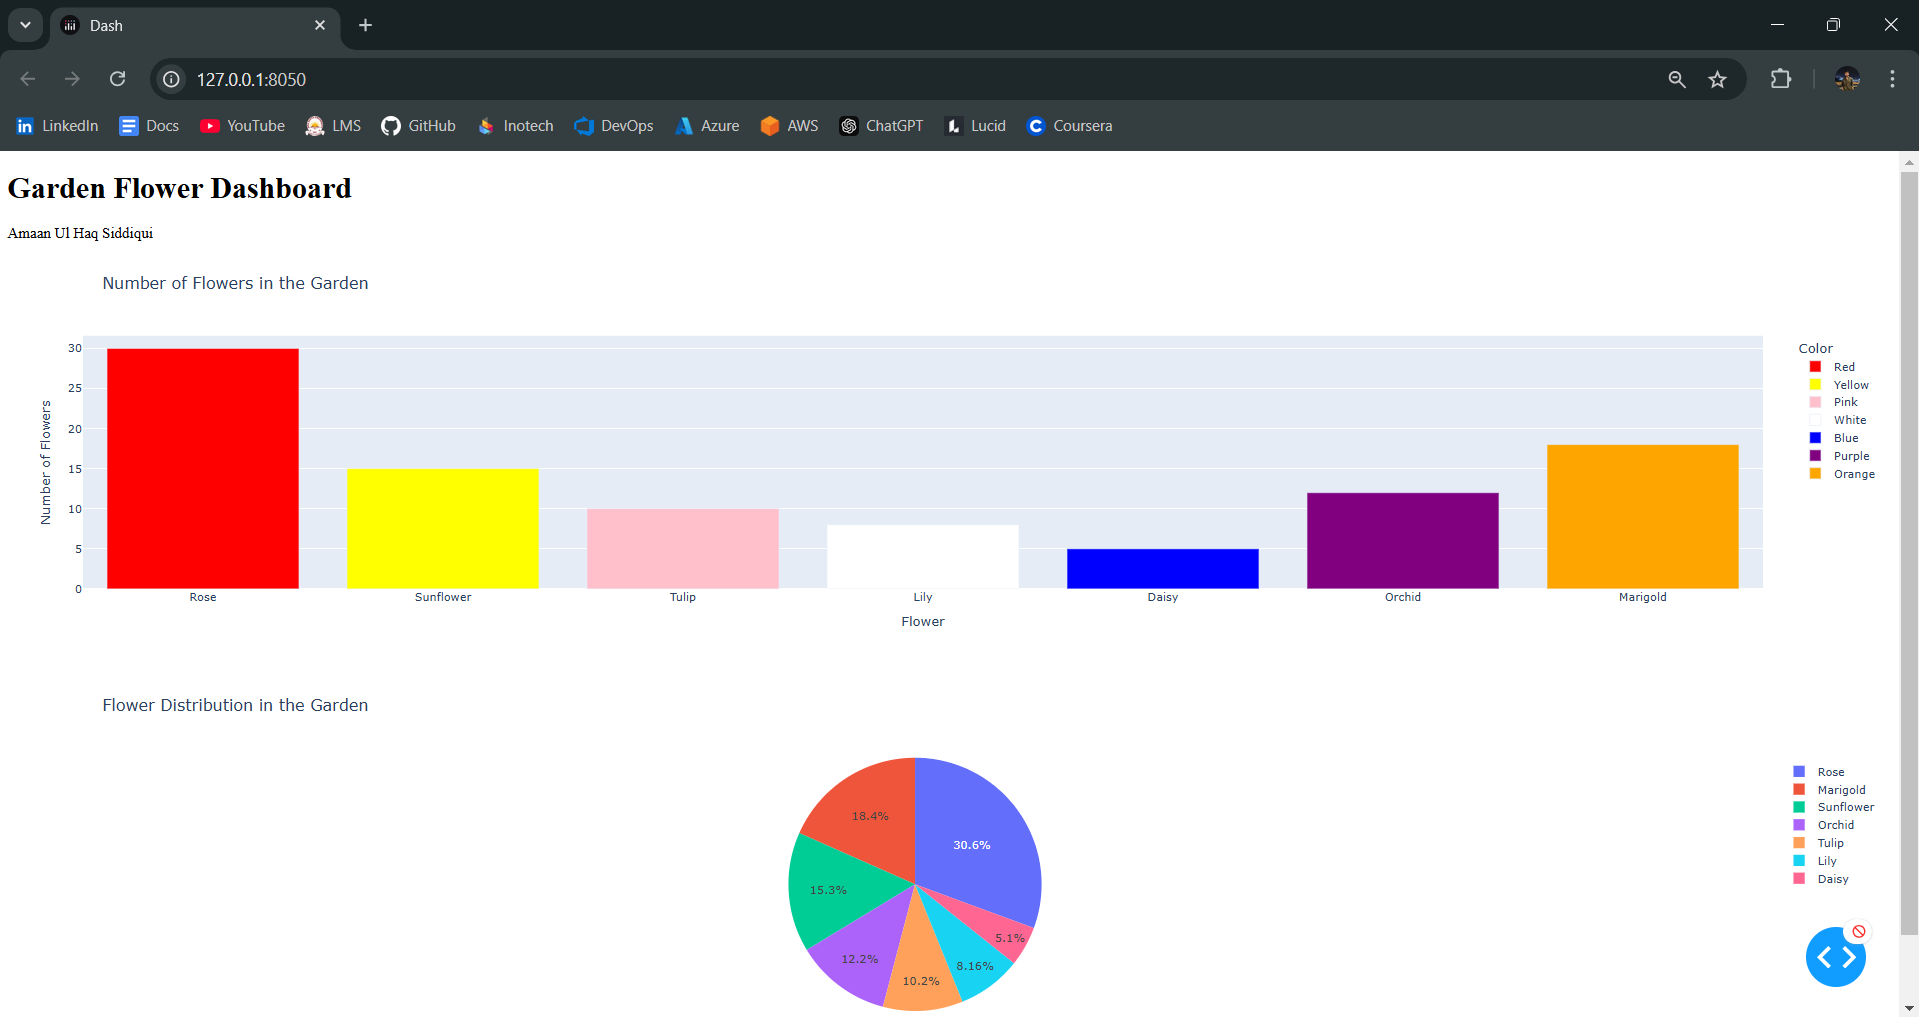 Dash
127.0.0.1:8050
LinkedIn Docs YouTube LMS GitHub Inotech DevOps Azure AWS ChatGPT Lucid Coursera
Garden Flower Dashboard
Amaan Ul Haq Siddiqui
Number of Flowers in the Garden
Number of Flowers
30
25
20
15
10
5
0
Rose Sunflower Tulip Lily Daisy Orchid Marigold
Flower
Color
Red
Yellow
Pink
White
Blue
Purple
Orange
Flower Distribution in the Garden
30.6%
18.4%
15.3%
12.2%
10.2%
8.16%
5.1%
Rose
Marigold
Sunflower
Orchid
Tulip
Lily
Daisy